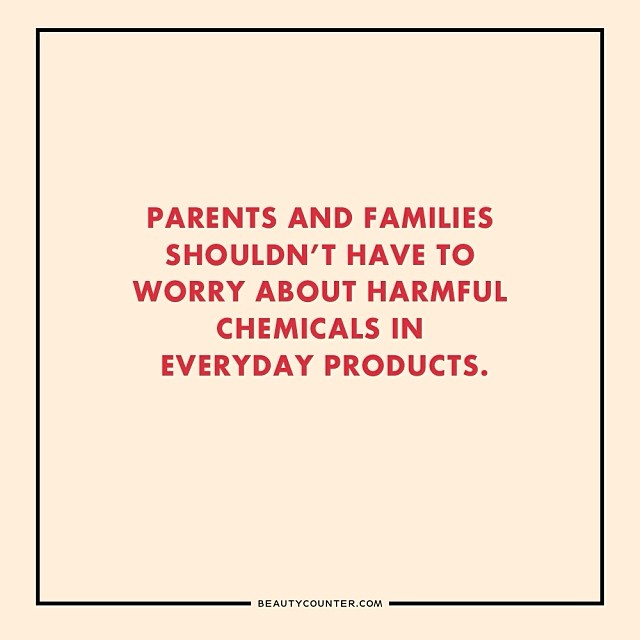 PARENTS AND FAMILIES
SHOULDN’T HAVE TO
WORRY ABOUT HARMFUL
CHEMICALS IN
EVERYDAY PRODUCTS.
BEAUTYCOUNTER.COM